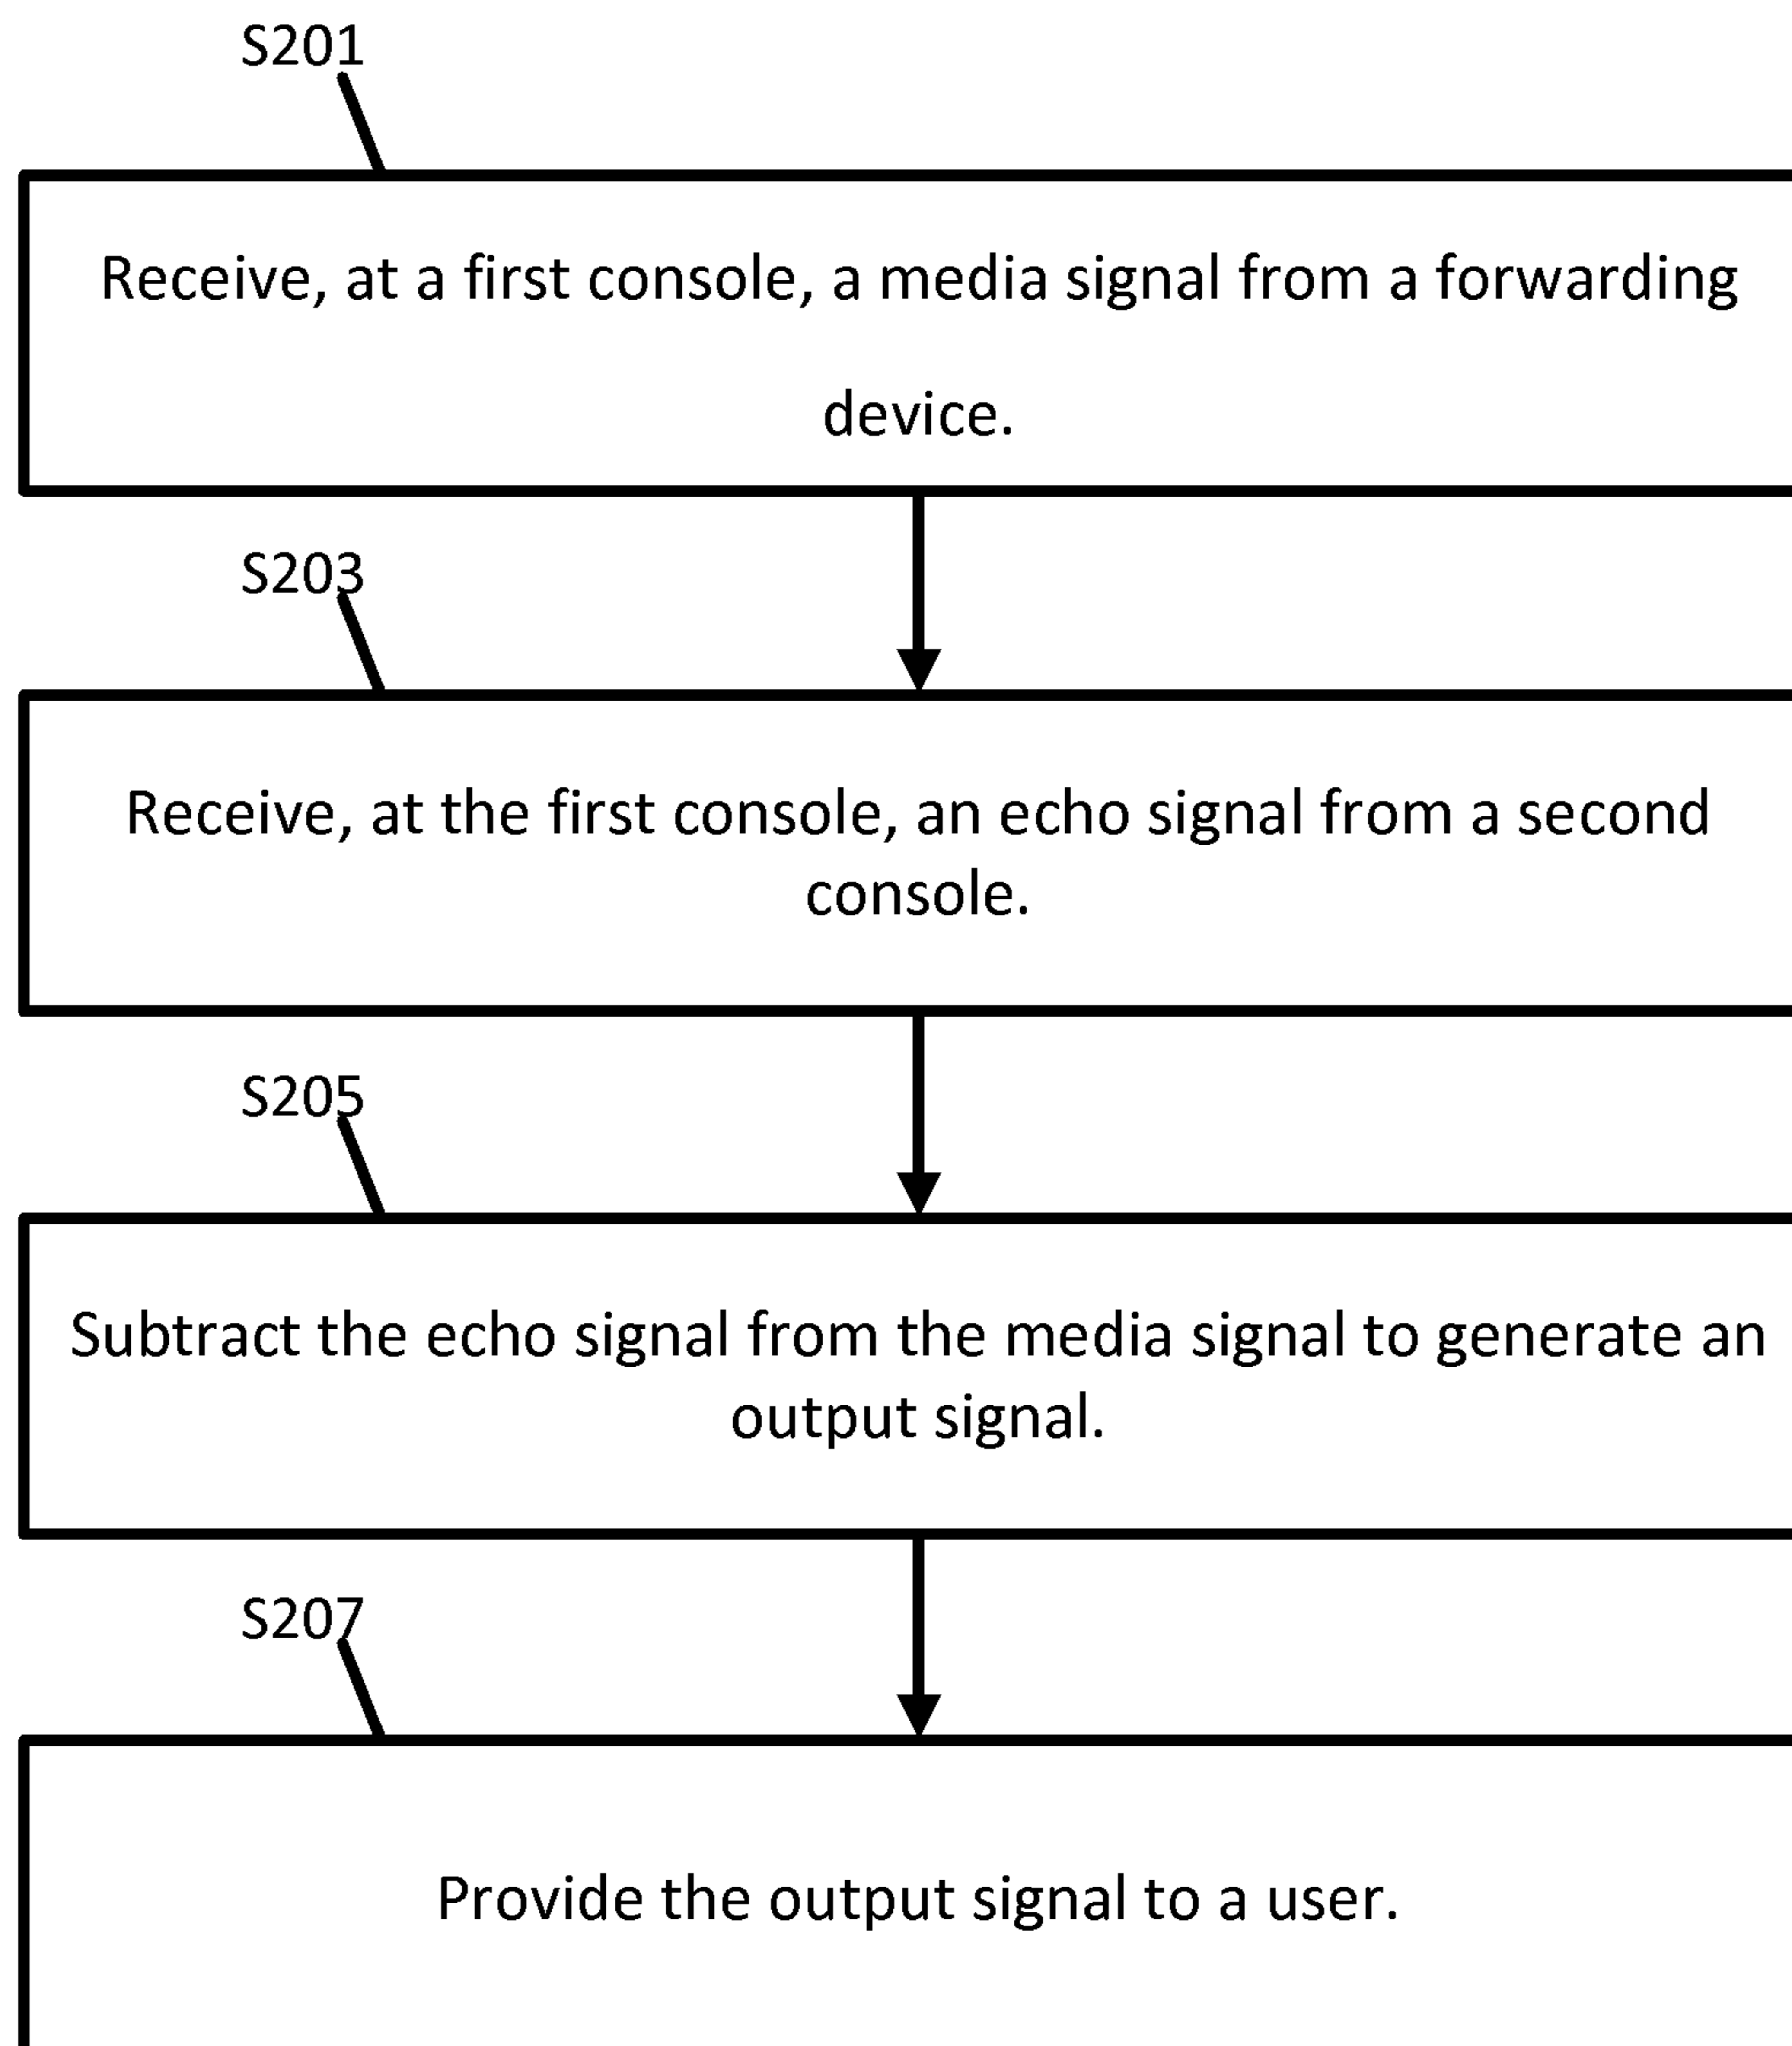 S201
Receive, at a first console, a media signal from a forwarding
device.
S203
Receive, at the first console, an echo signal from a second
console.
S205
Subtract the echo signal from the media signal to generate an
output signal.
S207
Provide the output signal to a user.